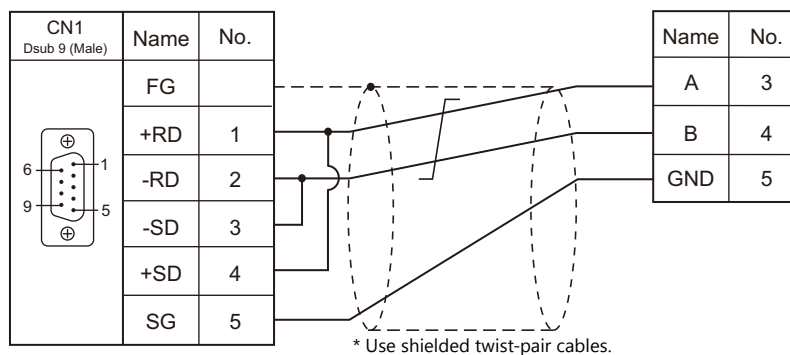 CN1
Dsub 9 (Male)
Name No.
FG
+RD 1
-RD 2
-SD 3
+SD 4
SG 5
6 1
9 5
Name No.
A 3
B 4
GND 5
* Use shielded twist-pair cables.